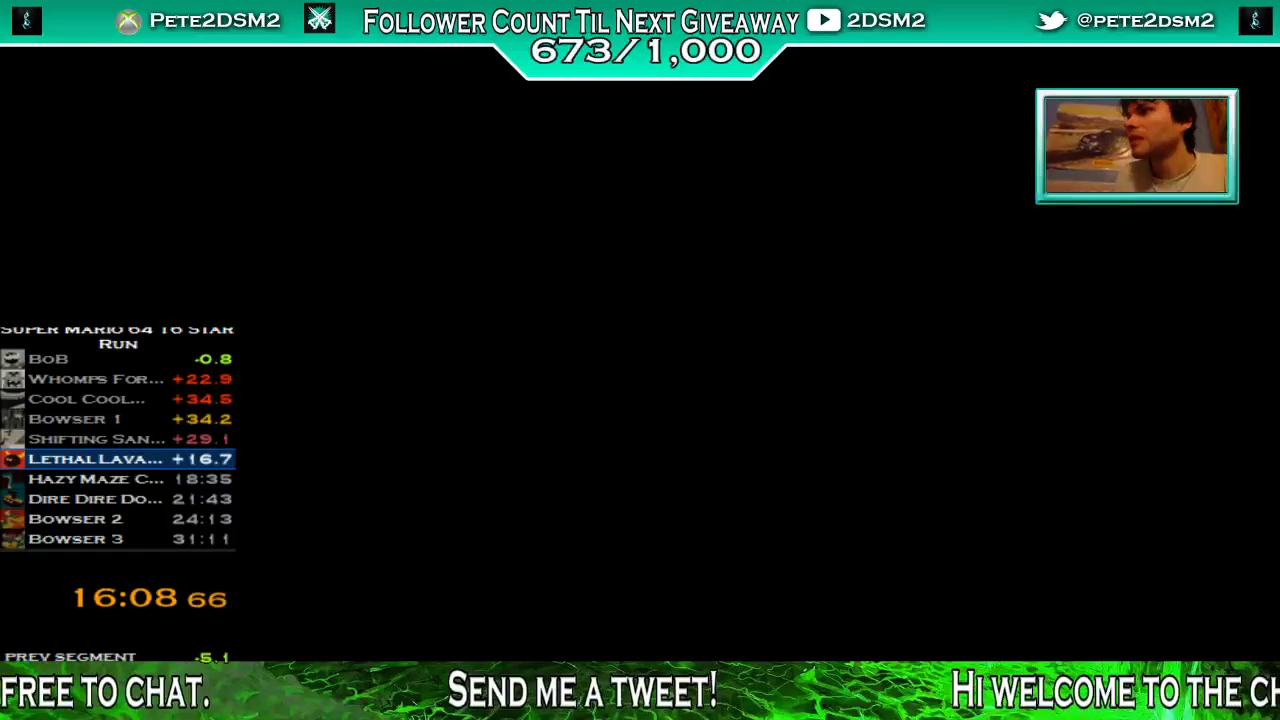 Pete2DSM2
Follower Count Til Next Giveaway
2DSM2
@pete2dsm2
673/1,000
Super Mario 64 16 Star
Run
BoB -0.8
Whomps For... +22.9
Cool Cool... +34.5
Bowser 1 +34.2
Shifting San... +29.1
Lethal Lava... +16.7
Hazy Maze C... 18:35
Dire Dire Do... 21:43
Bowser 2 24:13
Bowser 3 31:11
16:08 66
Prev Segment -5.1
free to chat.
Send me a tweet!
Hi welcome to the ch